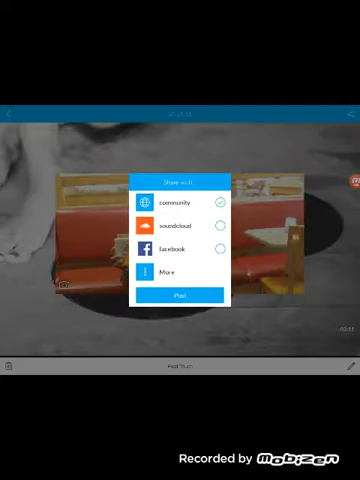 Share with...
community
soundcloud
facebook
More
Post
Recorded by mobizen